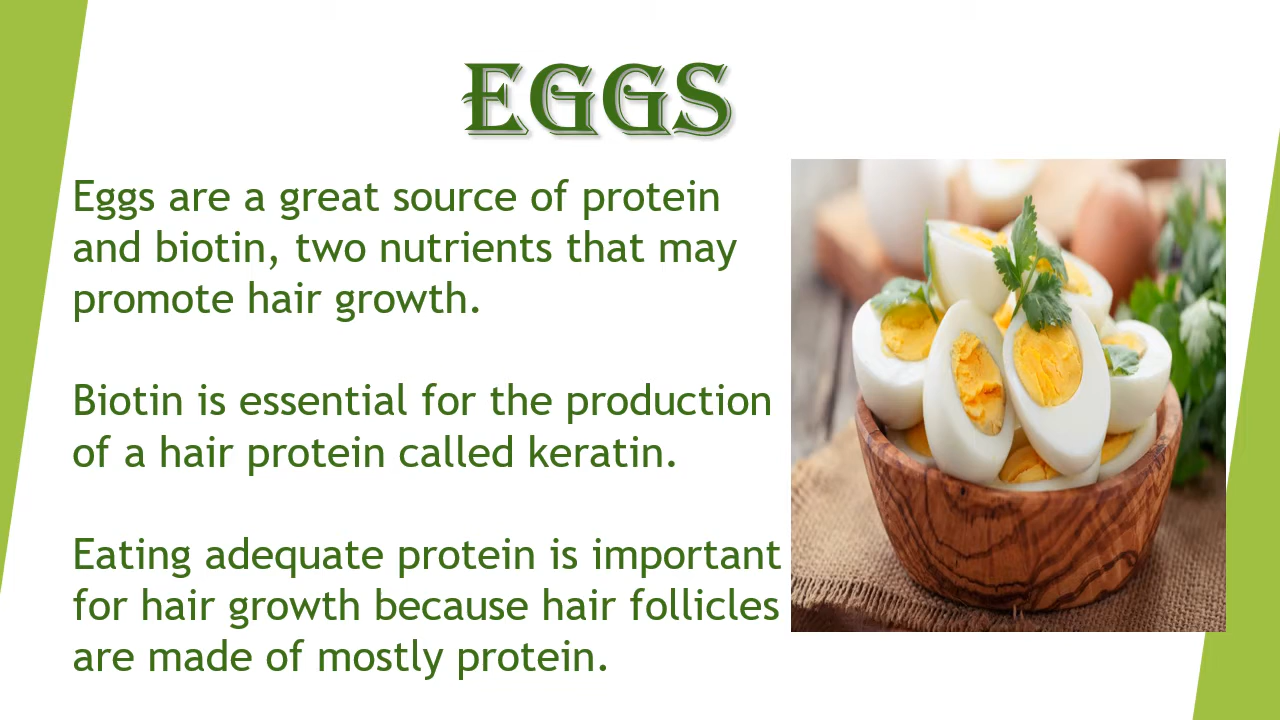 EGGS
Eggs are a great source of protein
and biotin, two nutrients that may
promote hair growth.
Biotin is essential for the production
of a hair protein called keratin.
Eating adequate protein is important
for hair growth because hair follicles
are made of mostly protein.